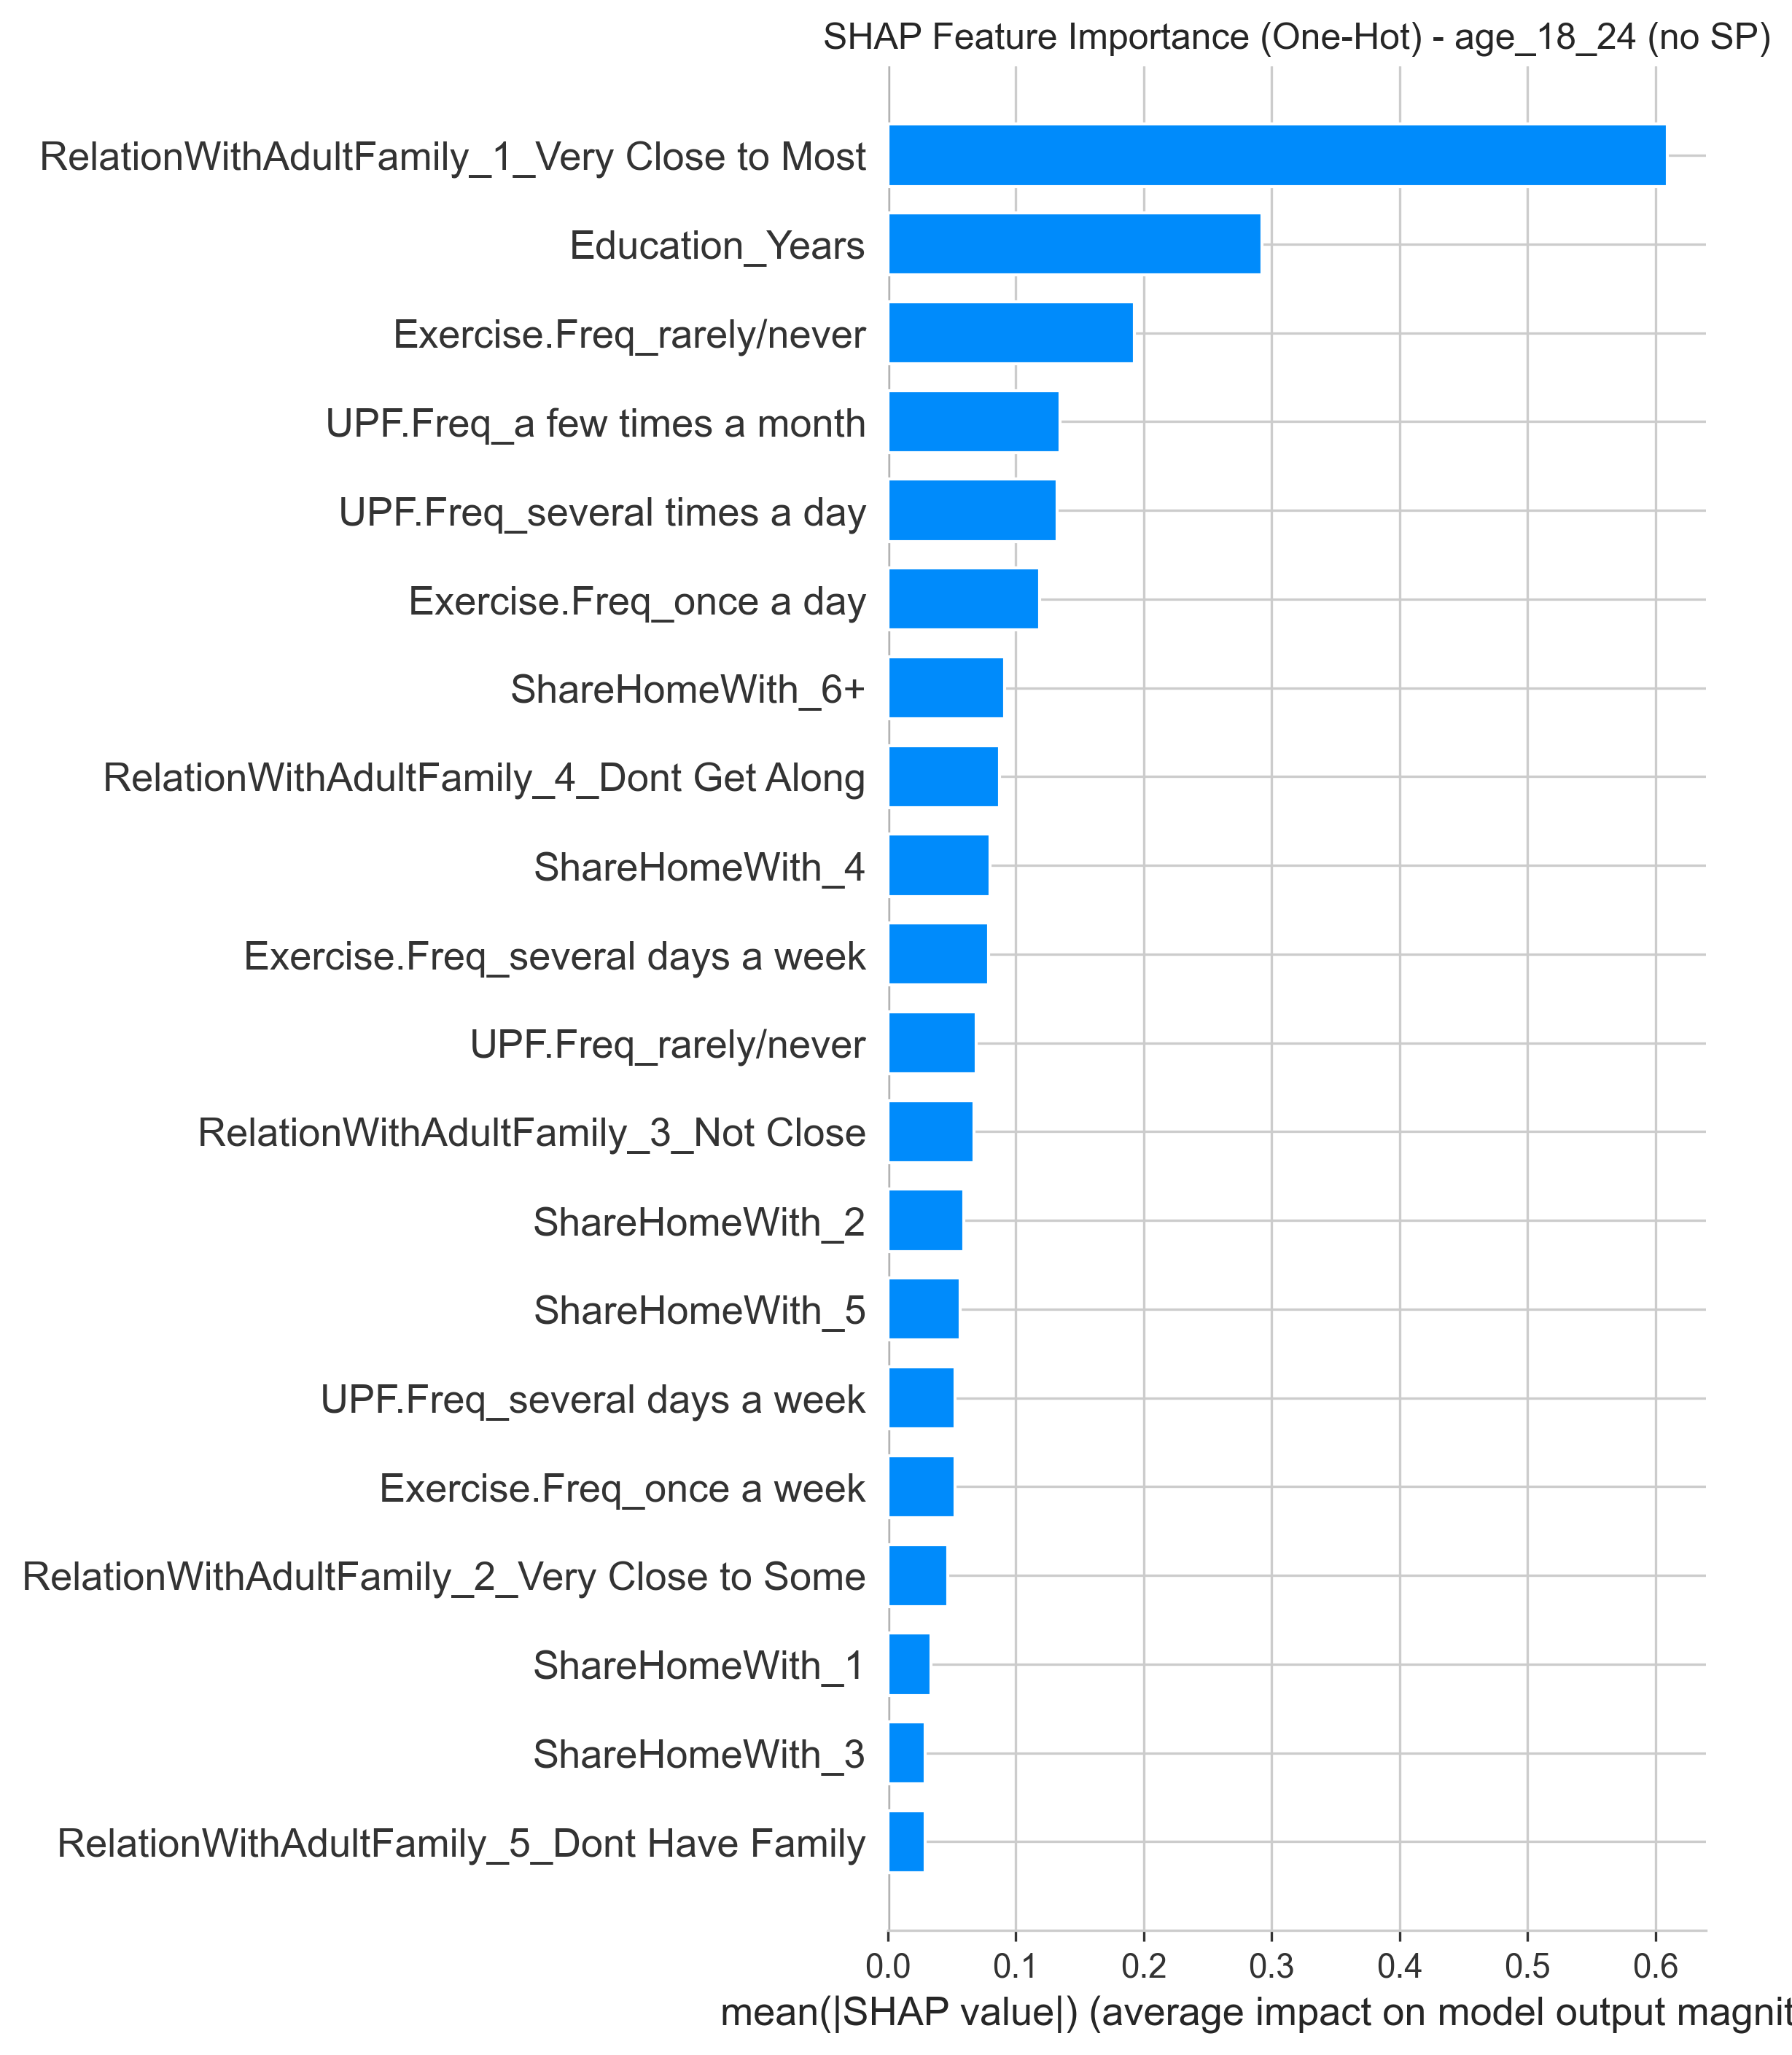 SHAP Feature Importance (One-Hot) - age_18_24 (no SP)
RelationWithAdultFamily_1_Very Close to Most
Education_Years
Exercise.Freq_rarely/never
UPF.Freq_a few times a month
UPF.Freq_several times a day
Exercise.Freq_once a day
ShareHomeWith_6+
RelationWithAdultFamily_4_Dont Get Along
ShareHomeWith_4
Exercise.Freq_several days a week
UPF.Freq_rarely/never
RelationWithAdultFamily_3_Not Close
ShareHomeWith_2
ShareHomeWith_5
UPF.Freq_several days a week
Exercise.Freq_once a week
RelationWithAdultFamily_2_Very Close to Some
ShareHomeWith_1
ShareHomeWith_3
RelationWithAdultFamily_5_Dont Have Family
0.0 0.1 0.2 0.3 0.4 0.5 0.6
mean(|SHAP value|) (average impact on model output magnit